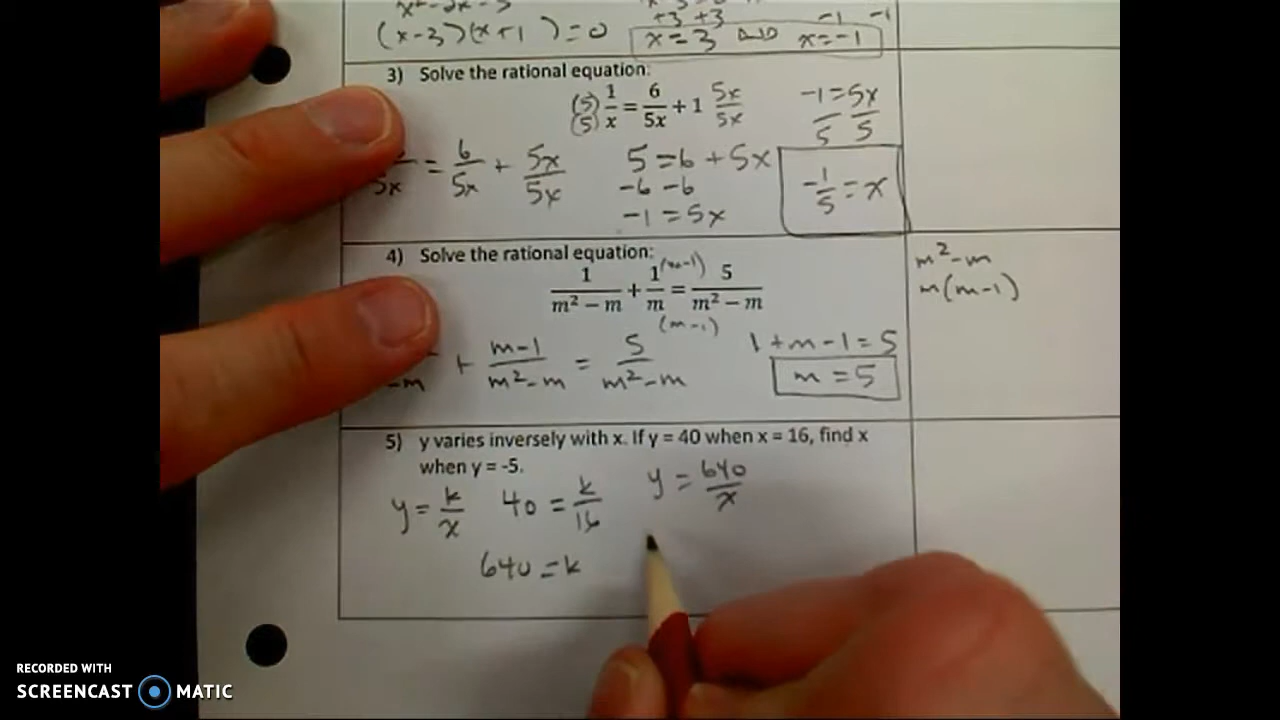 (x-3)(x+1)=0
+3 +3
-1 -1
x=3 AND x=-1
3) Solve the rational equation:
(5) 1/x = 6/5x + 1 5x/5x
(5)
= 6/5x + 5x/5x
5 = 6 + 5x
-6 -6
-1 = 5x
-1 = 5x
5 5
-1/5 = x
4) Solve the rational equation:
1/m² − m + 1/m (m-1) = 5/m² − m
(m-1)
m²-m
m(m-1)
-m + m-1/m²-m = 5/m²-m
1+m-1=5
m = 5
5) y varies inversely with x. If y = 40 when x = 16, find x
when y = -5.
y = k/x 40 = k/16 y = 640/x
640 = k
RECORDED WITH
SCREENCAST MATIC